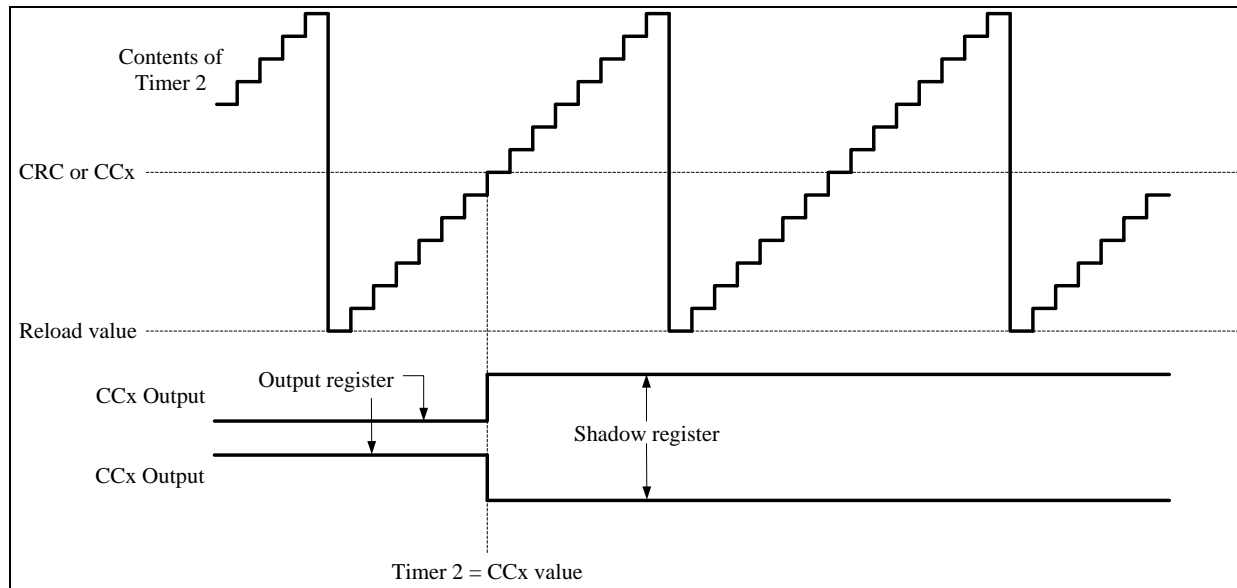 Contents of
Timer 2
CRC or CCx
Reload value
Output register
CCx Output
Shadow register
CCx Output
Timer 2 = CCx value